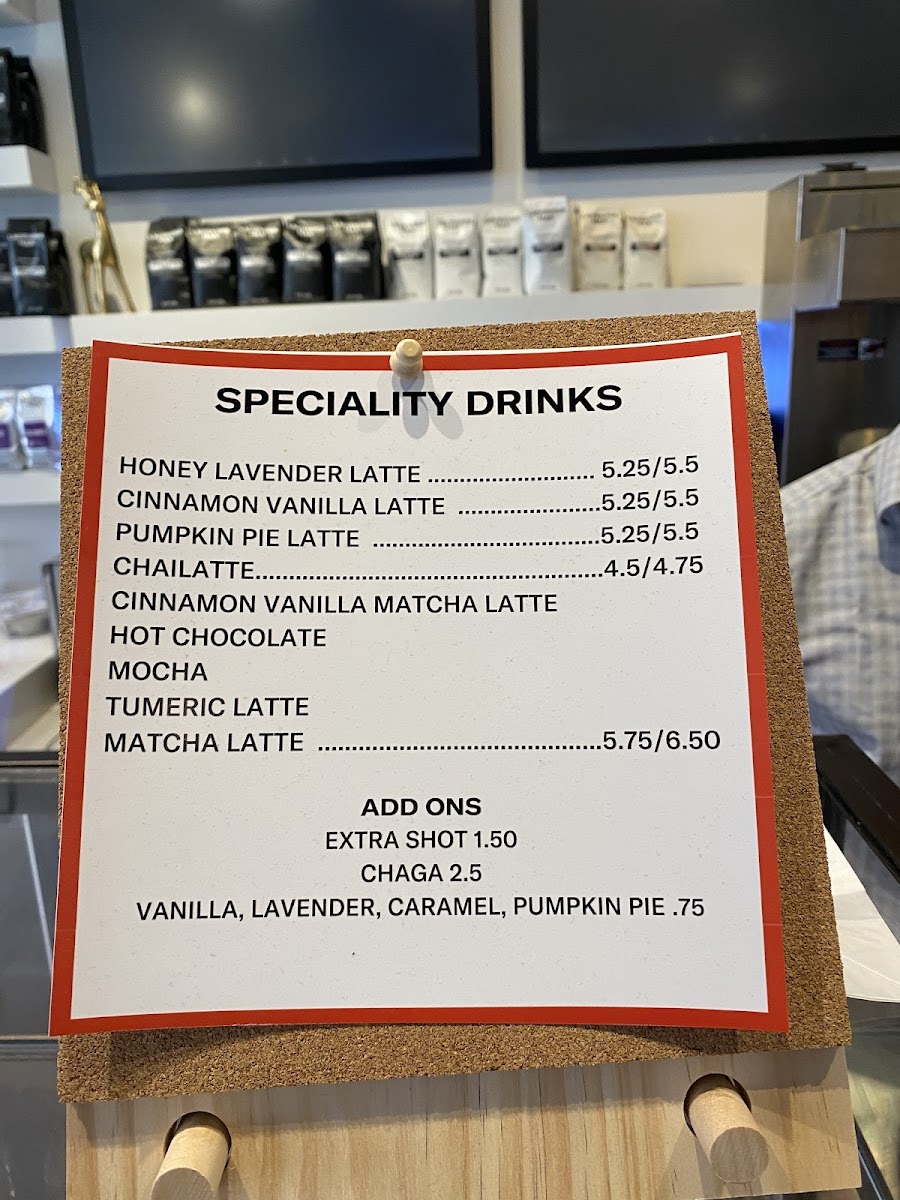 SPECIALITY DRINKS
HONEY LAVENDER LATTE ......................... 5.25/5.5
CINNAMON VANILLA LATTE .....................5.25/5.5
PUMPKIN PIE LATTE ..................................5.25/5.5
CHAILATTE....................................................4.5/4.75
CINNAMON VANILLA MATCHA LATTE
HOT CHOCOLATE
MOCHA
TUMERIC LATTE
MATCHA LATTE ..........................................5.75/6.50
ADD ONS
EXTRA SHOT 1.50
CHAGA 2.5
VANILLA, LAVENDER, CARAMEL, PUMPKIN PIE .75